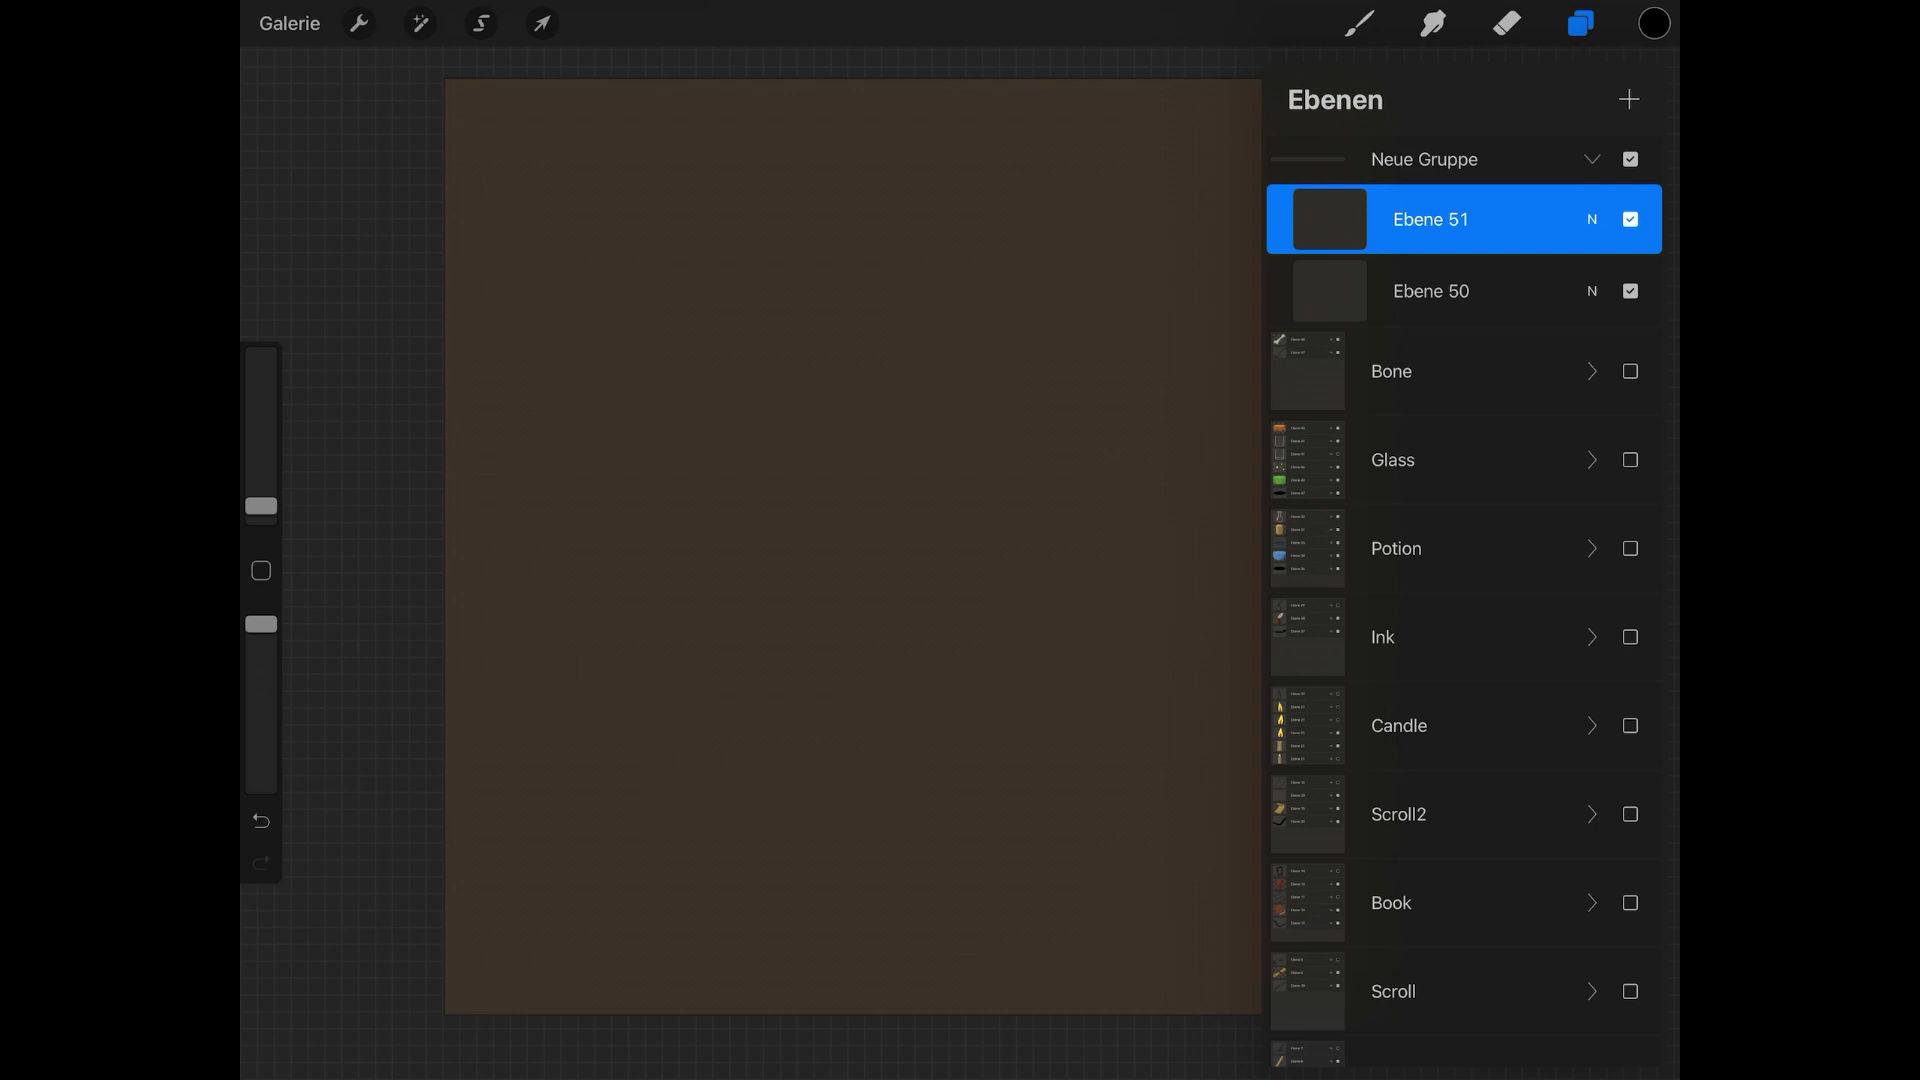 Galerie
Ebenen
Neue Gruppe
Ebene 51 N
Ebene 50 N
Bone
Glass
Potion
Ink
Candle
Scroll2
Book
Scroll